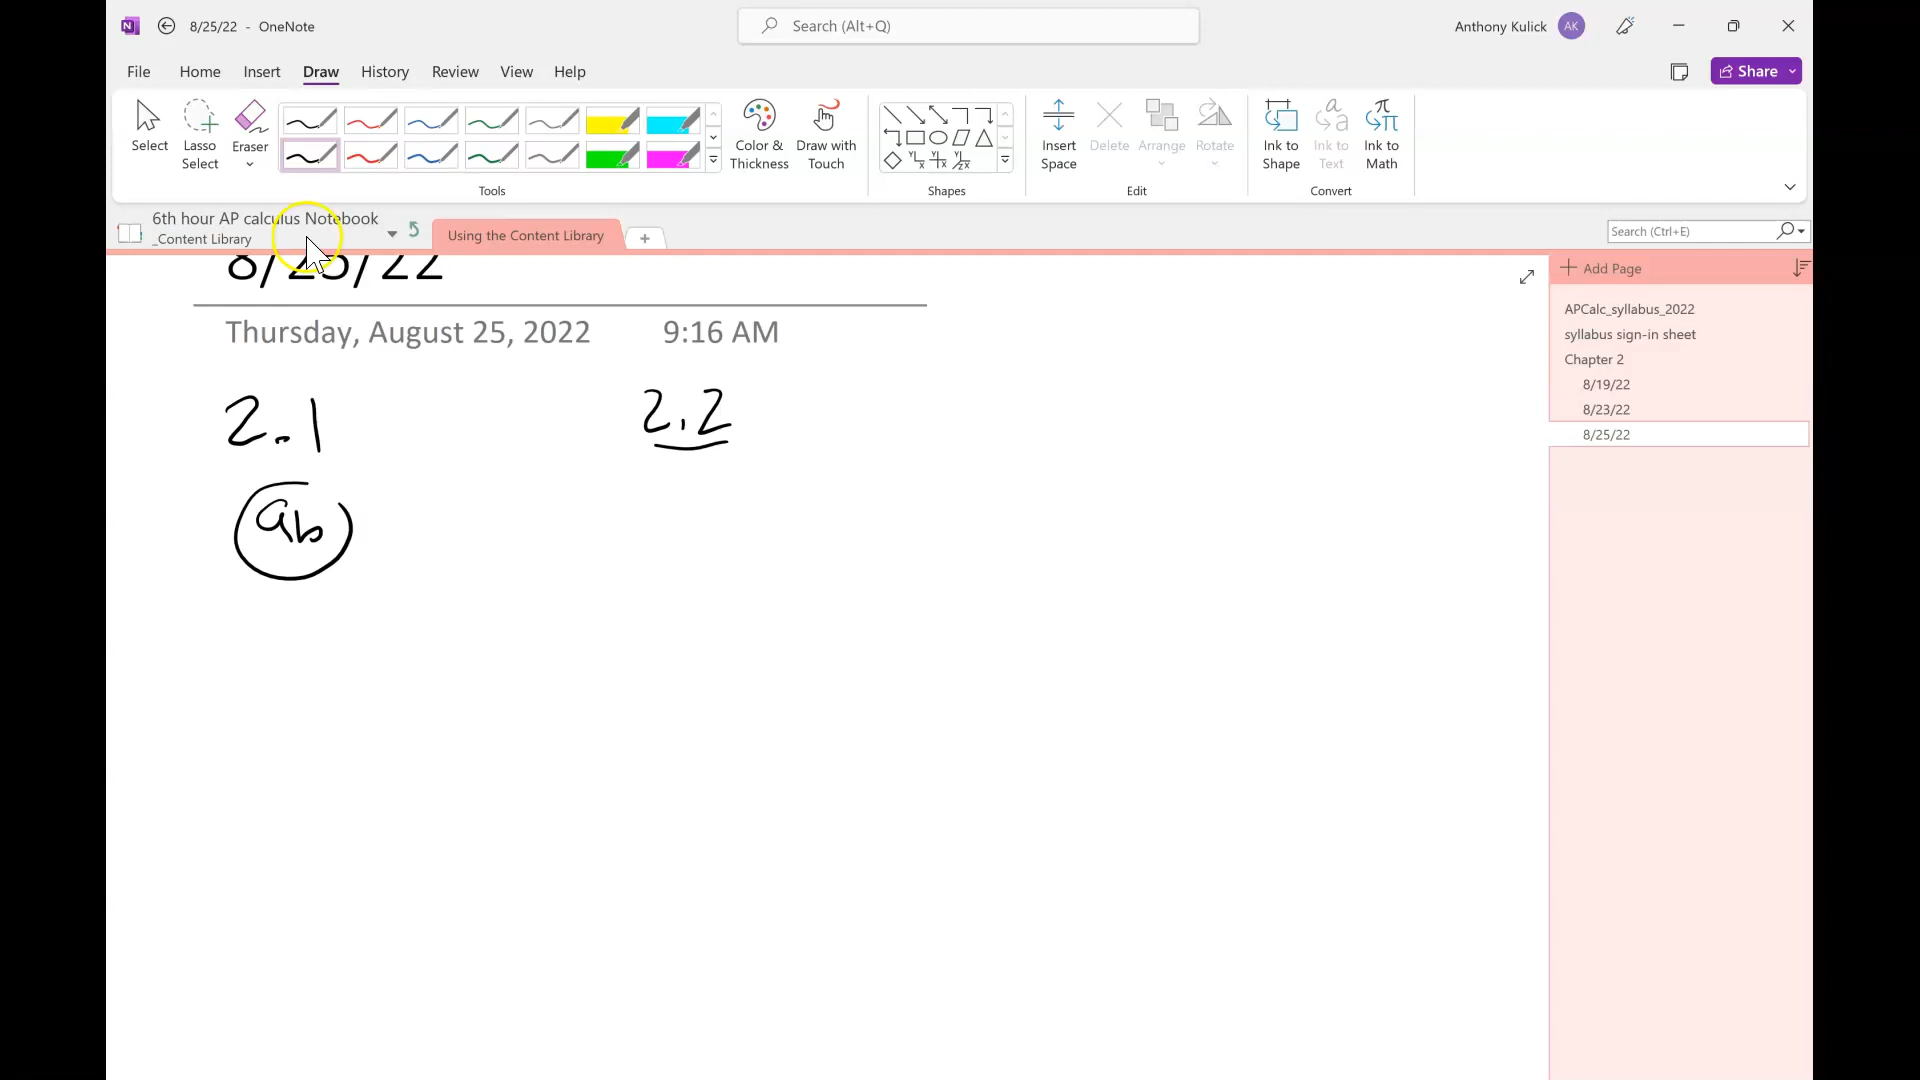 8/25/22 - OneNote
Search (Alt+Q)
Anthony Kulick AK
File Home Insert Draw History Review View Help
Share
Select
Lasso Select
Eraser
Color & Thickness
Draw with Touch
Insert Space
Delete
Arrange
Rotate
Ink to Shape
Ink to Text
Ink to Math
Tools Shapes Edit Convert
6th hour AP calculus Notebook
_Content Library
Using the Content Library
Search (Ctrl+E)
8/25/22
Add Page
Thursday, August 25, 2022 9:16 AM
APCalc_syllabus_2022
syllabus sign-in sheet
Chapter 2
8/19/22
8/23/22
8/25/22
2.1 2.2
ab